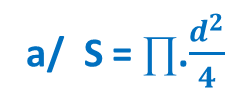 a/ S = ∏.d²/4